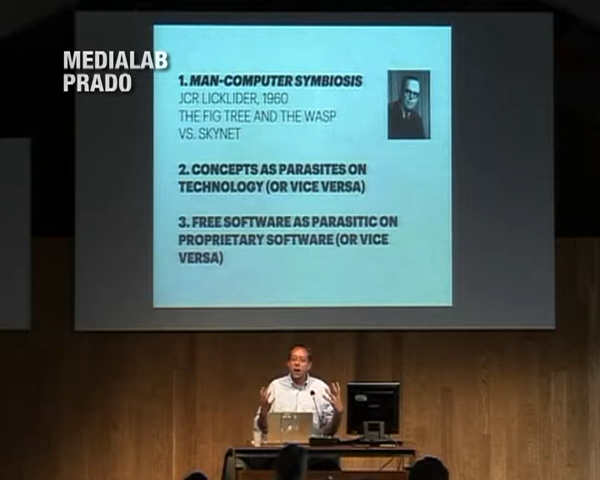 MEDIALAB
PRADO
1. MAN-COMPUTER SYMBIOSIS
JCR LICKLIDER, 1960
THE FIG TREE AND THE WASP
VS. SKYNET
2. CONCEPTS AS PARASITES ON
TECHNOLOGY (OR VICE VERSA)
3. FREE SOFTWARE AS PARASITIC ON
PROPRIETARY SOFTWARE (OR VICE
VERSA)